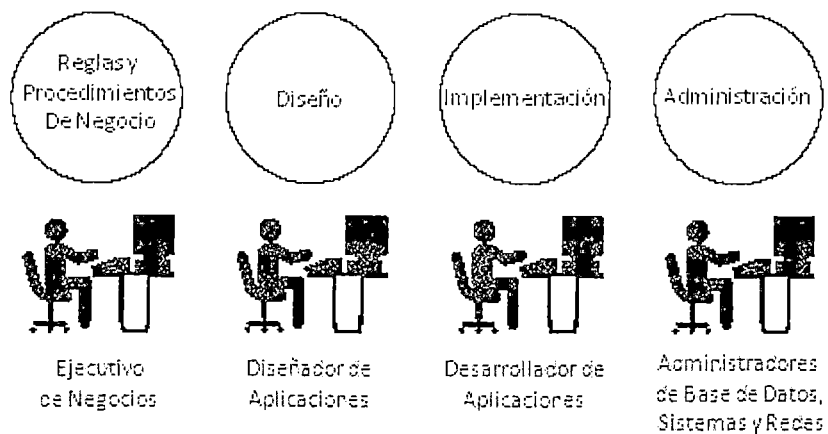 Reglas y
Procedimientos
De Negocio
Diseño
Implementación
Administración
Ejecutivo
de Negocios
Diseñador de
Aplicaciones
Desarrollador de
Aplicaciones
Administradores
de Base de Datos,
Sistemas y Redes